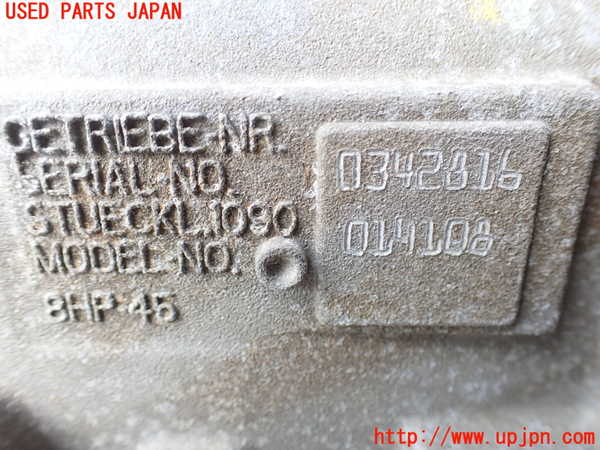 USED PARTS JAPAN
GETRIEBE-NR.
SERIAL-NO. 0342816
STUECKL.1090
MODEL-NO. 014108
8HP-45
http://www.upjpn.com/